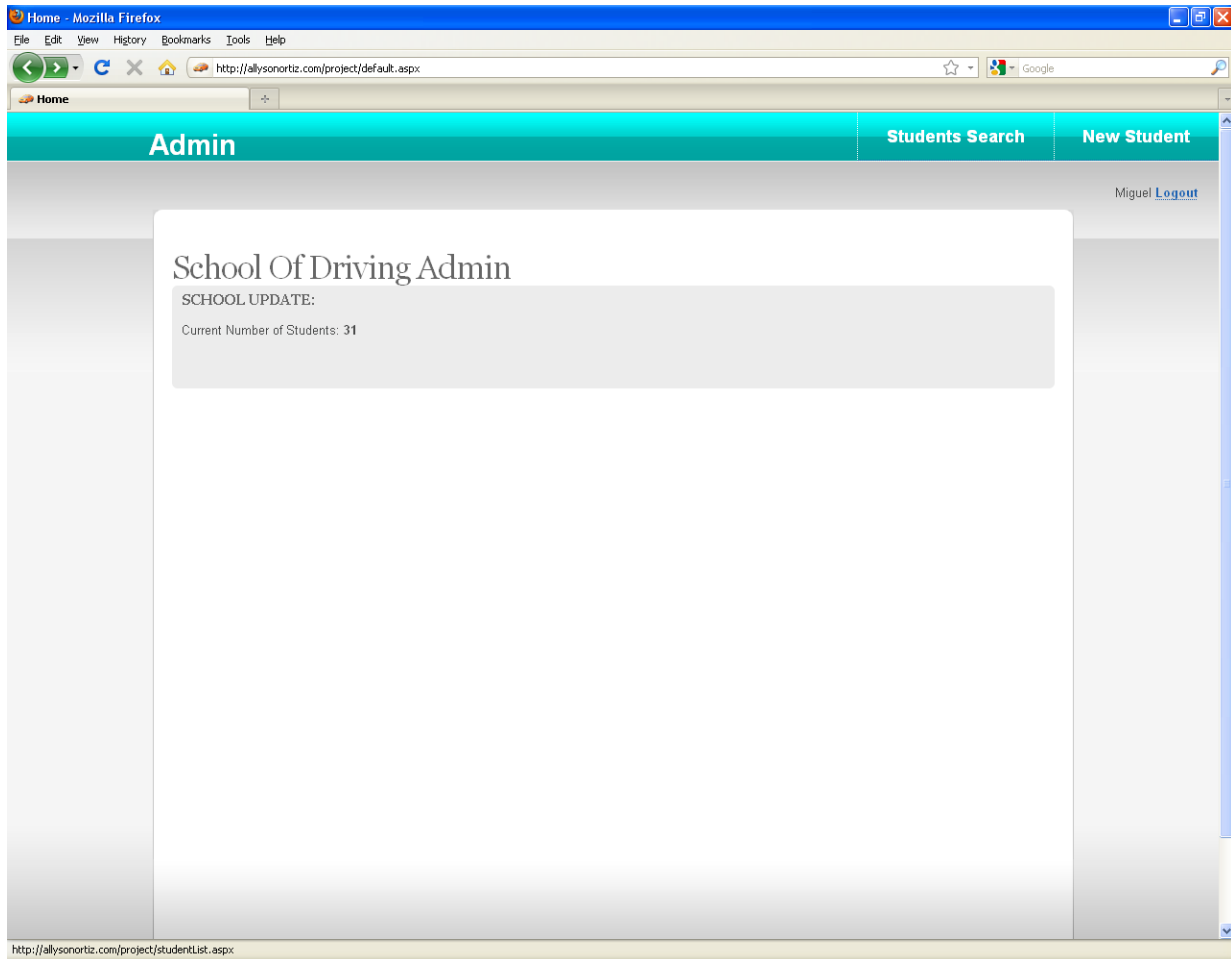 Home - Mozilla Firefox
File Edit View History Bookmarks Tools Help
http://allysonortiz.com/project/default.aspx
Google
Home
Admin
Students Search
New Student
Miguel Logout
School Of Driving Admin
SCHOOL UPDATE:
Current Number of Students: 31
http://allysonortiz.com/project/studentList.aspx